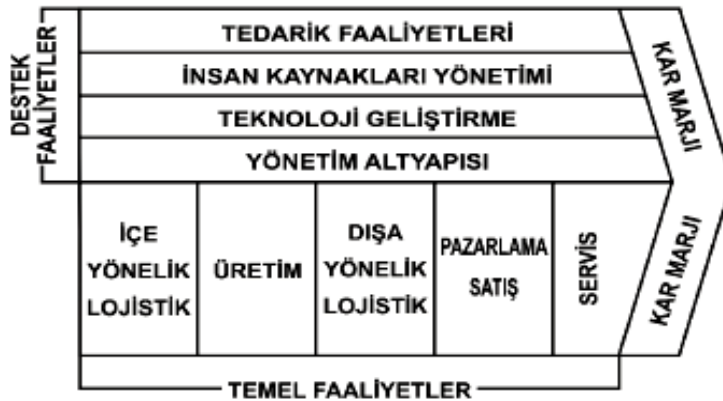 DESTEK
FAALİYETLER
TEDARİK FAALİYETLERİ
İNSAN KAYNAKLARI YÖNETİMİ
TEKNOLOJİ GELİŞTİRME
YÖNETİM ALTYAPISI
KAR MARJI
İÇE
YÖNELİK
LOJİSTİK
ÜRETİM
DIŞA
YÖNELİK
LOJİSTİK
PAZARLAMA
SATIŞ
SERVİS
KAR MARJI
TEMEL FAALİYETLER